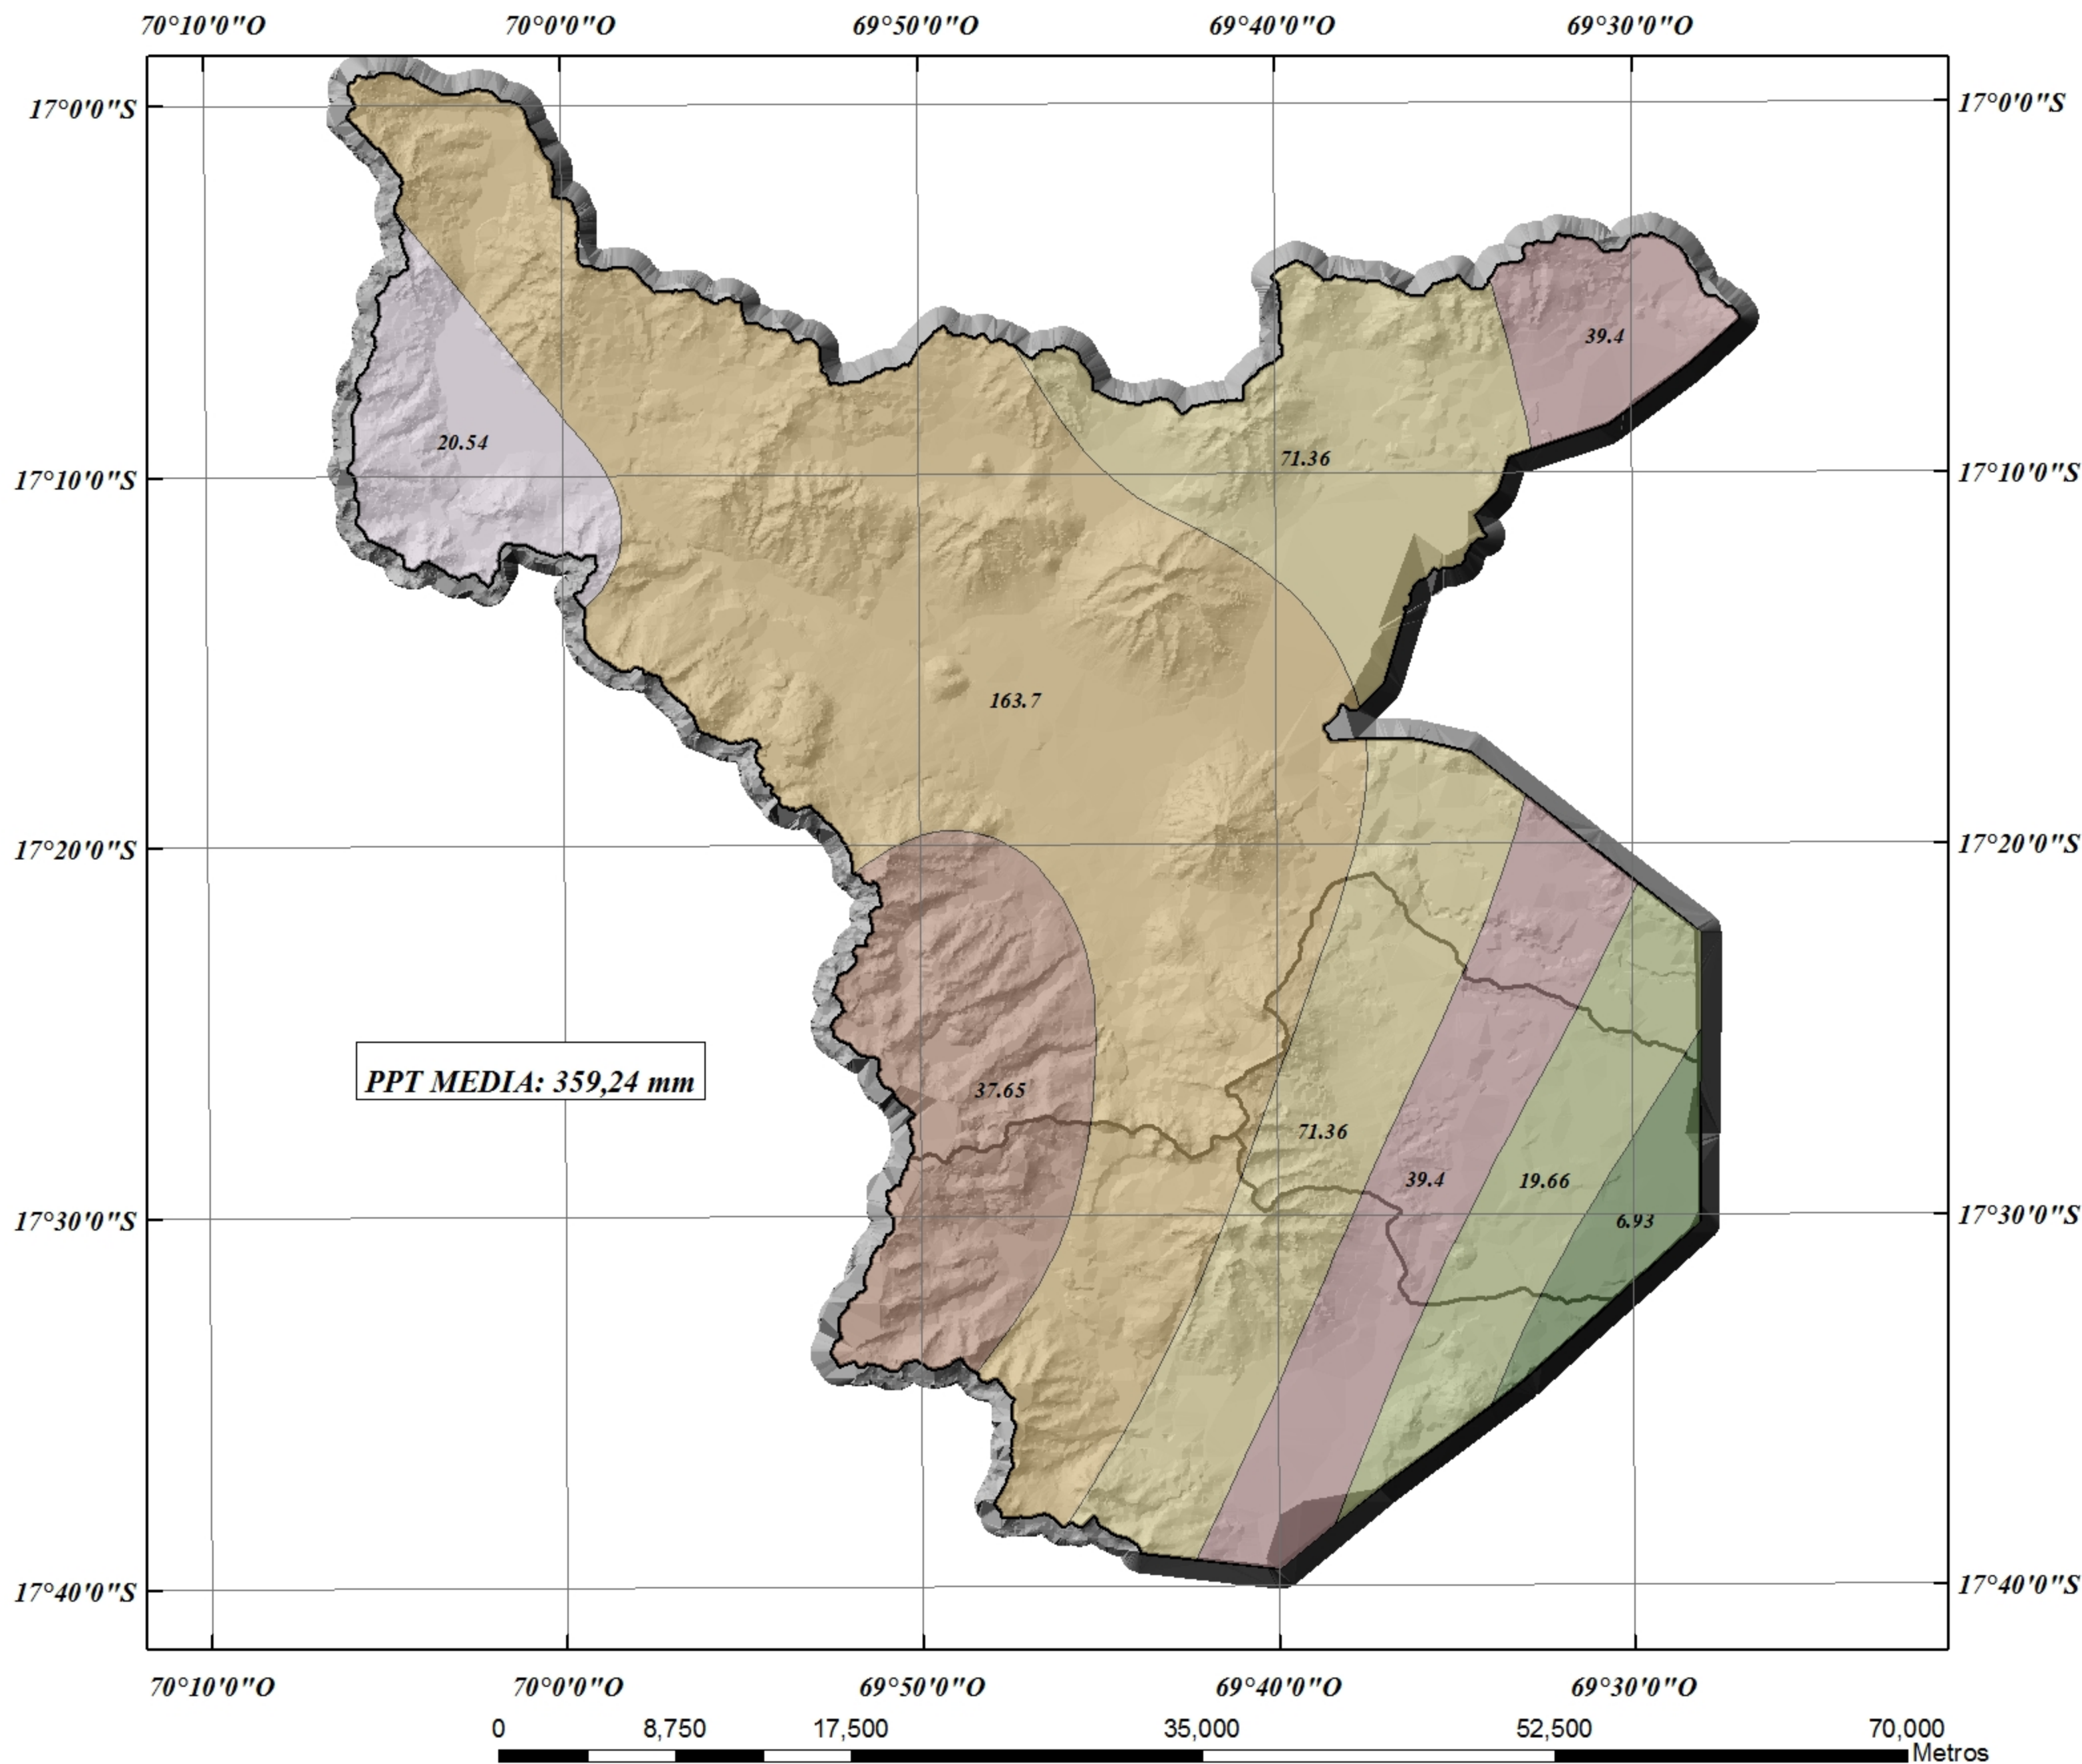 70°10'0"O 70°0'0"O 69°50'0"O 69°40'0"O 69°30'0"O
17°0'0"S 17°0'0"S
39.4
20.54
71.36
17°10'0"S 17°10'0"S
163.7
17°20'0"S 17°20'0"S
PPT MEDIA: 359,24 mm
37.65
71.36
39.4
19.66
6.93
17°30'0"S 17°30'0"S
17°40'0"S 17°40'0"S
70°10'0"O 70°0'0"O 69°50'0"O 69°40'0"O 69°30'0"O
0 8,750 17,500 35,000 52,500 70,000
Metros